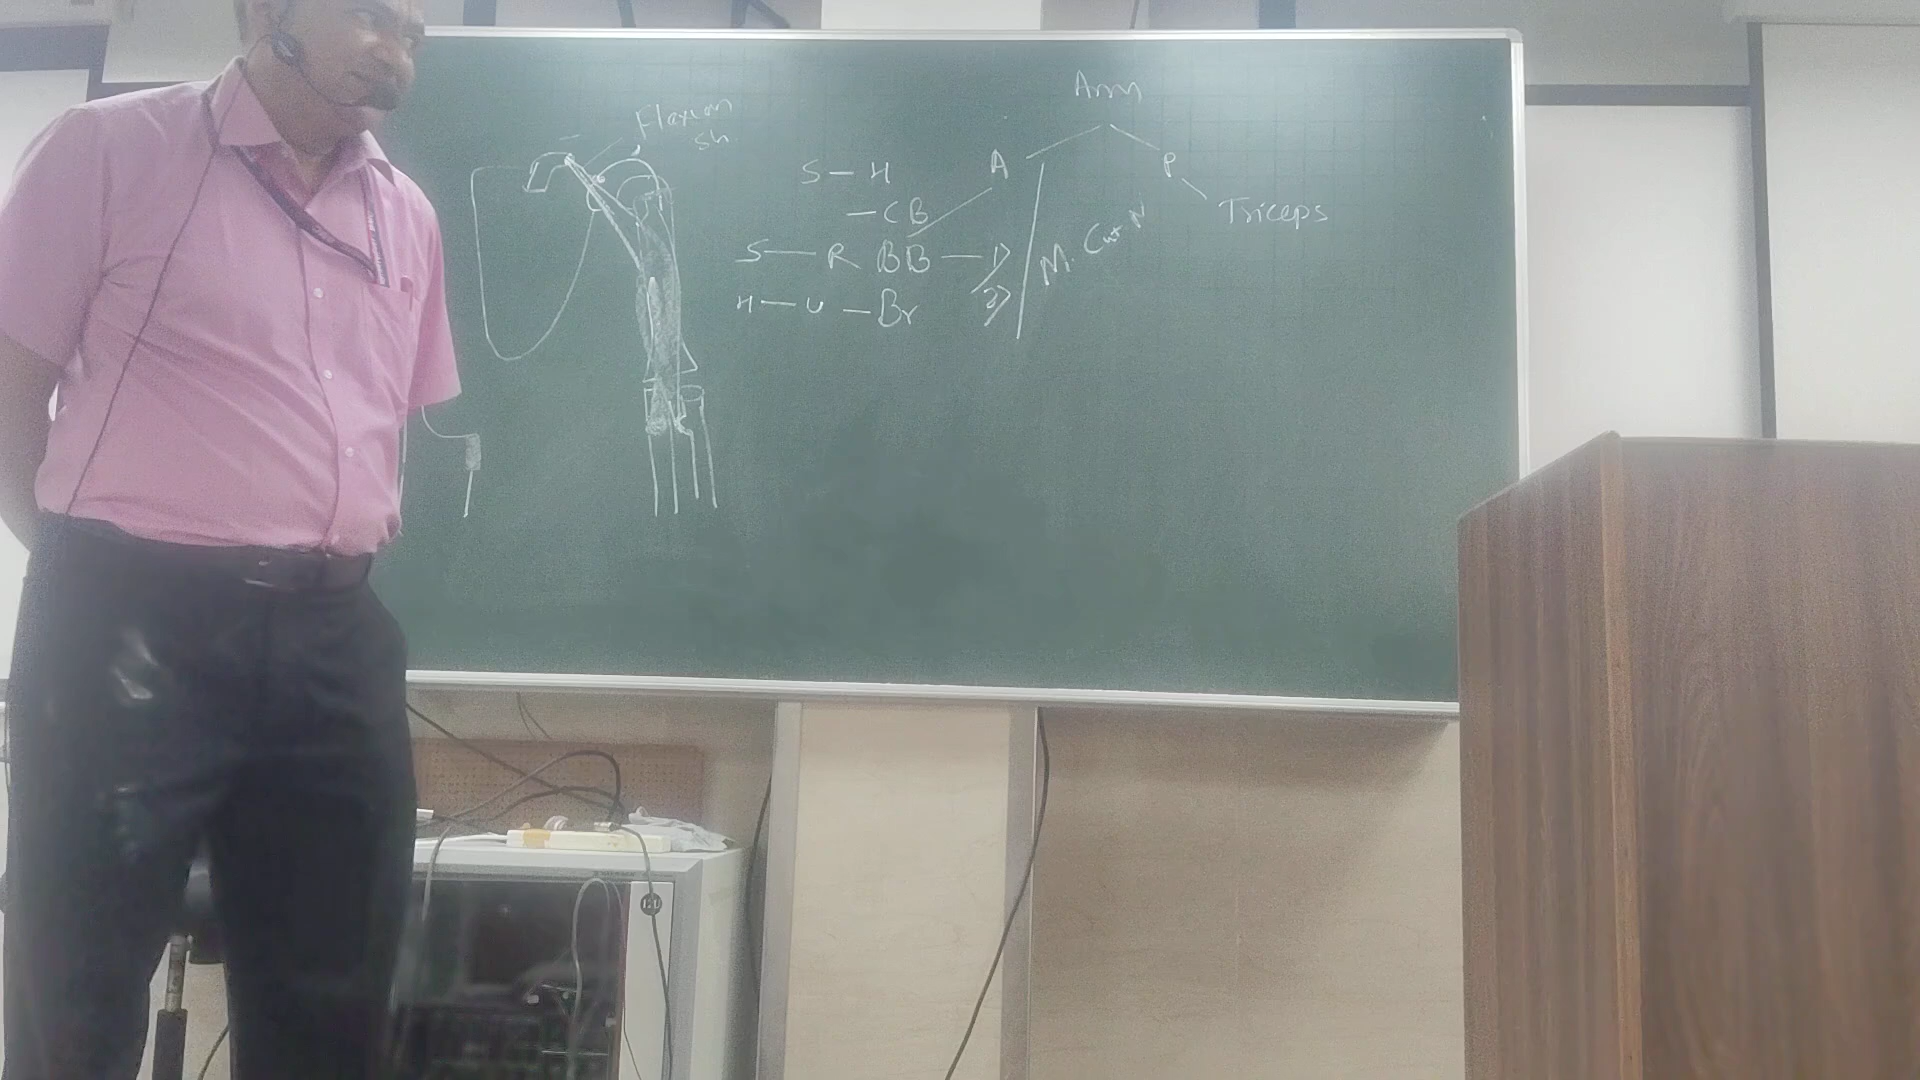 Arm
Flexion
Sh
A
P
S — H
— CB
Triceps
S — R BB — 1>
2>
M. Cut N
H — U — Br